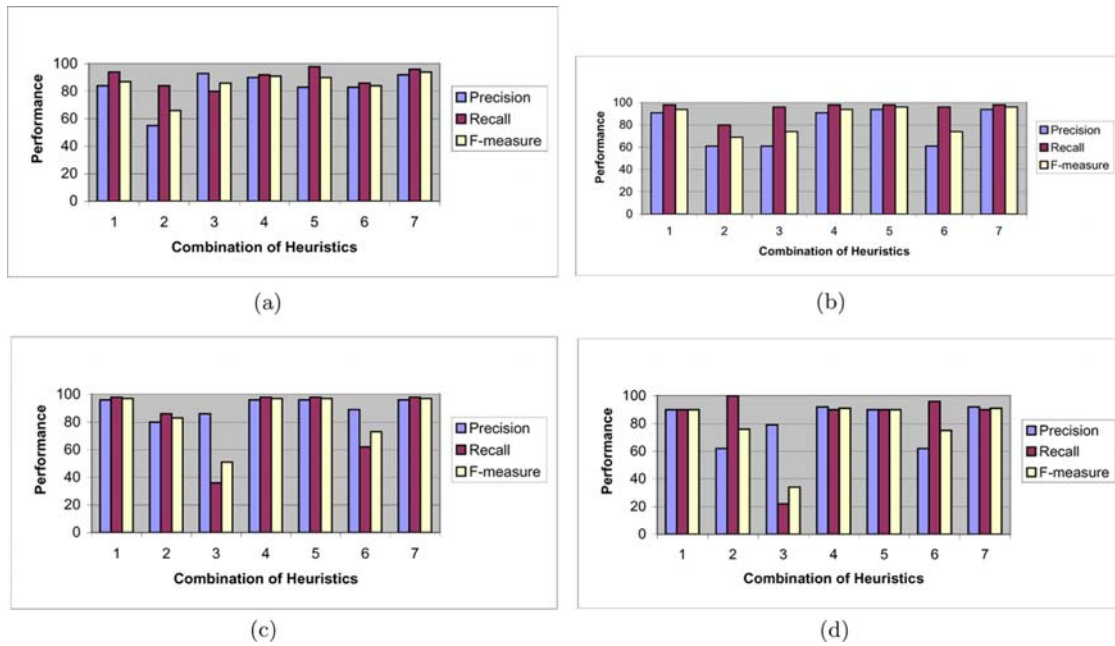 100
80
60
40
20
0
Performance
1 2 3 4 5 6 7
Combination of Heuristics
Precision
Recall
F-measure
(a)
100
80
60
40
20
0
Performance
1 2 3 4 5 6 7
Combination of Heuristics
Precision
Recall
F-measure
(b)
100
80
60
40
20
0
Performance
1 2 3 4 5 6 7
Combination of Heuristics
Precision
Recall
F-measure
(c)
100
80
60
40
20
0
Performance
1 2 3 4 5 6 7
Combination of Heuristics
Precision
Recall
F-measure
(d)